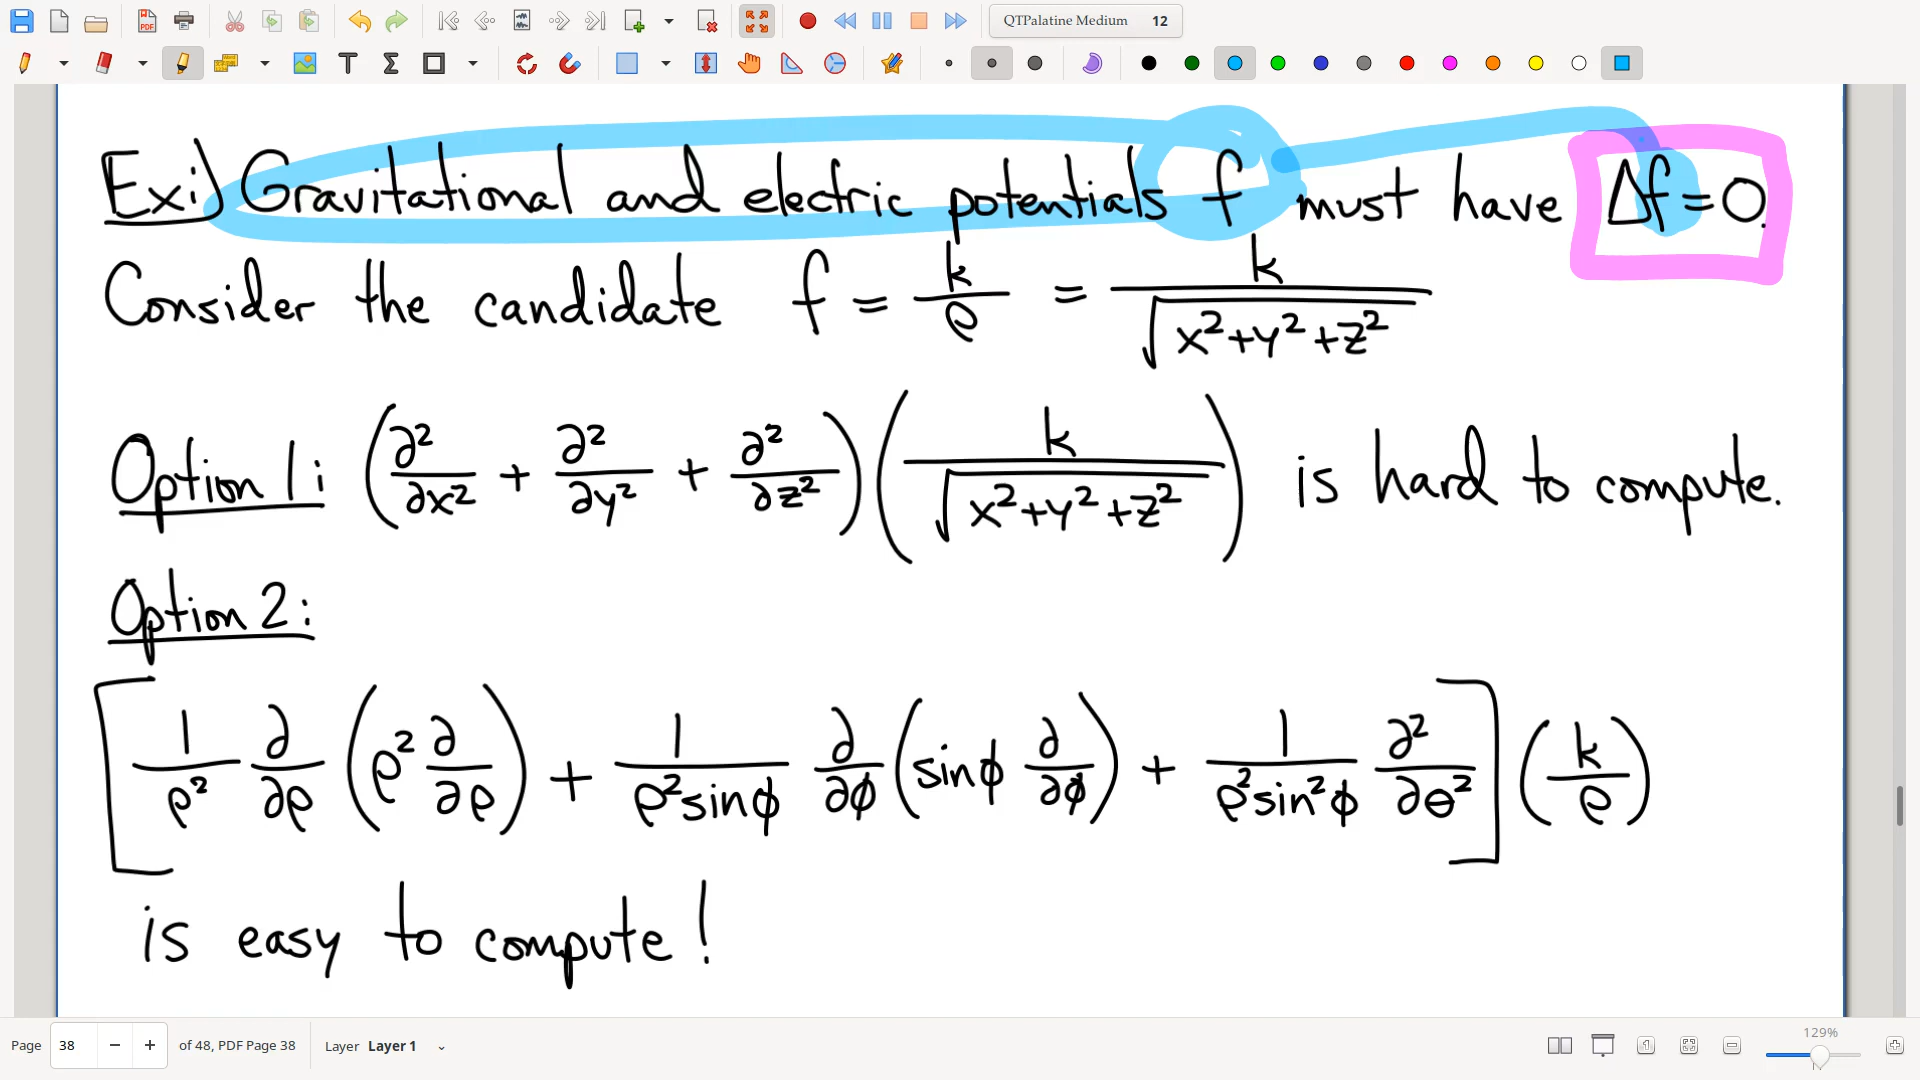 QTPalatine Medium 12
Ex:) Gravitational and electric potentials f must have Δf = 0.
Consider the candidate f = k/ρ = k/√(x²+y²+z²)
Option 1: (∂²/∂x² + ∂²/∂y² + ∂²/∂z²)(k/√(x²+y²+z²)) is hard to compute.
Option 2:
[1/ρ² ∂/∂ρ (ρ² ∂/∂ρ) + 1/(ρ² sinϕ) ∂/∂ϕ (sinϕ ∂/∂ϕ) + 1/(ρ² sin²ϕ) ∂²/∂θ²] (k/ρ)
is easy to compute!
129%
Page 38 − + of 48, PDF Page 38 Layer Layer 1